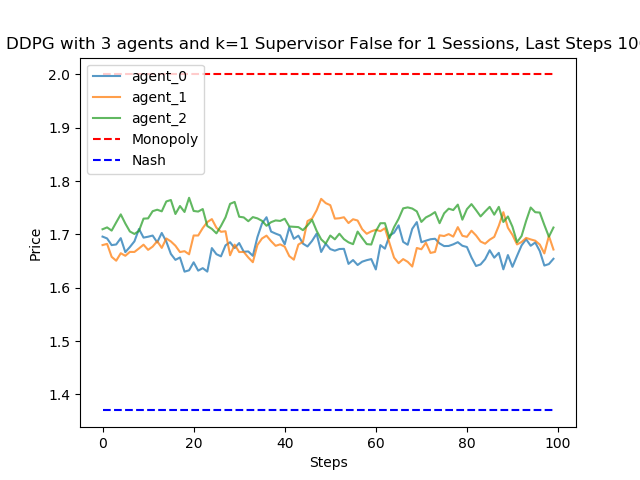 DDPG with 3 agents and k=1 Supervisor False for 1 Sessions, Last Steps 10
agent_0
agent_1
agent_2
Monopoly
Nash
Price
2.0
1.9
1.8
1.7
1.6
1.5
1.4
0 20 40 60 80 100
Steps